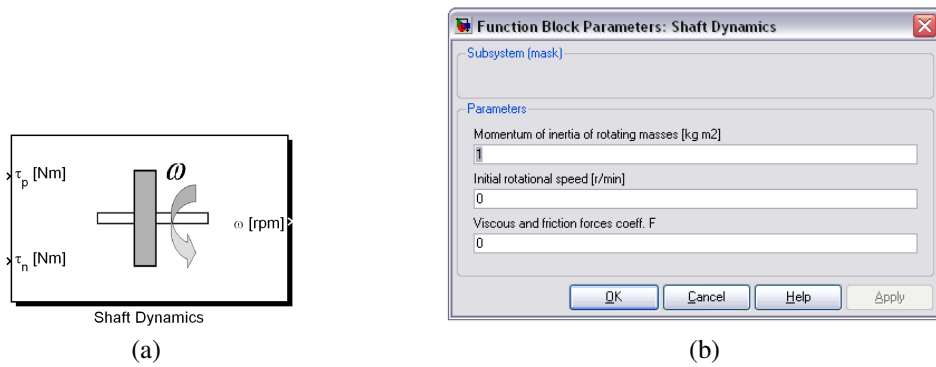 τp [Nm]
ω
ω [rpm]
τn [Nm]
Shaft Dynamics
(a)
Function Block Parameters: Shaft Dynamics
Subsystem (mask)
Parameters
Momentum of inertia of rotating masses [kg m2]
1
Initial rotational speed [r/min]
0
Viscous and friction forces coeff. F
0
OK Cancel Help Apply
(b)